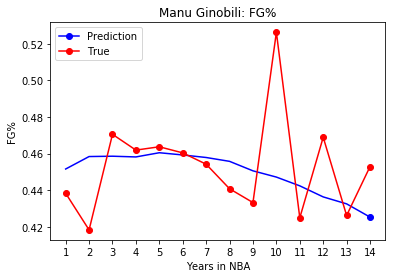 Manu Ginobili: FG%
Prediction
True
0.52
0.50
0.48
0.46
0.44
0.42
FG%
1 2 3 4 5 6 7 8 9 10 11 12 13 14
Years in NBA